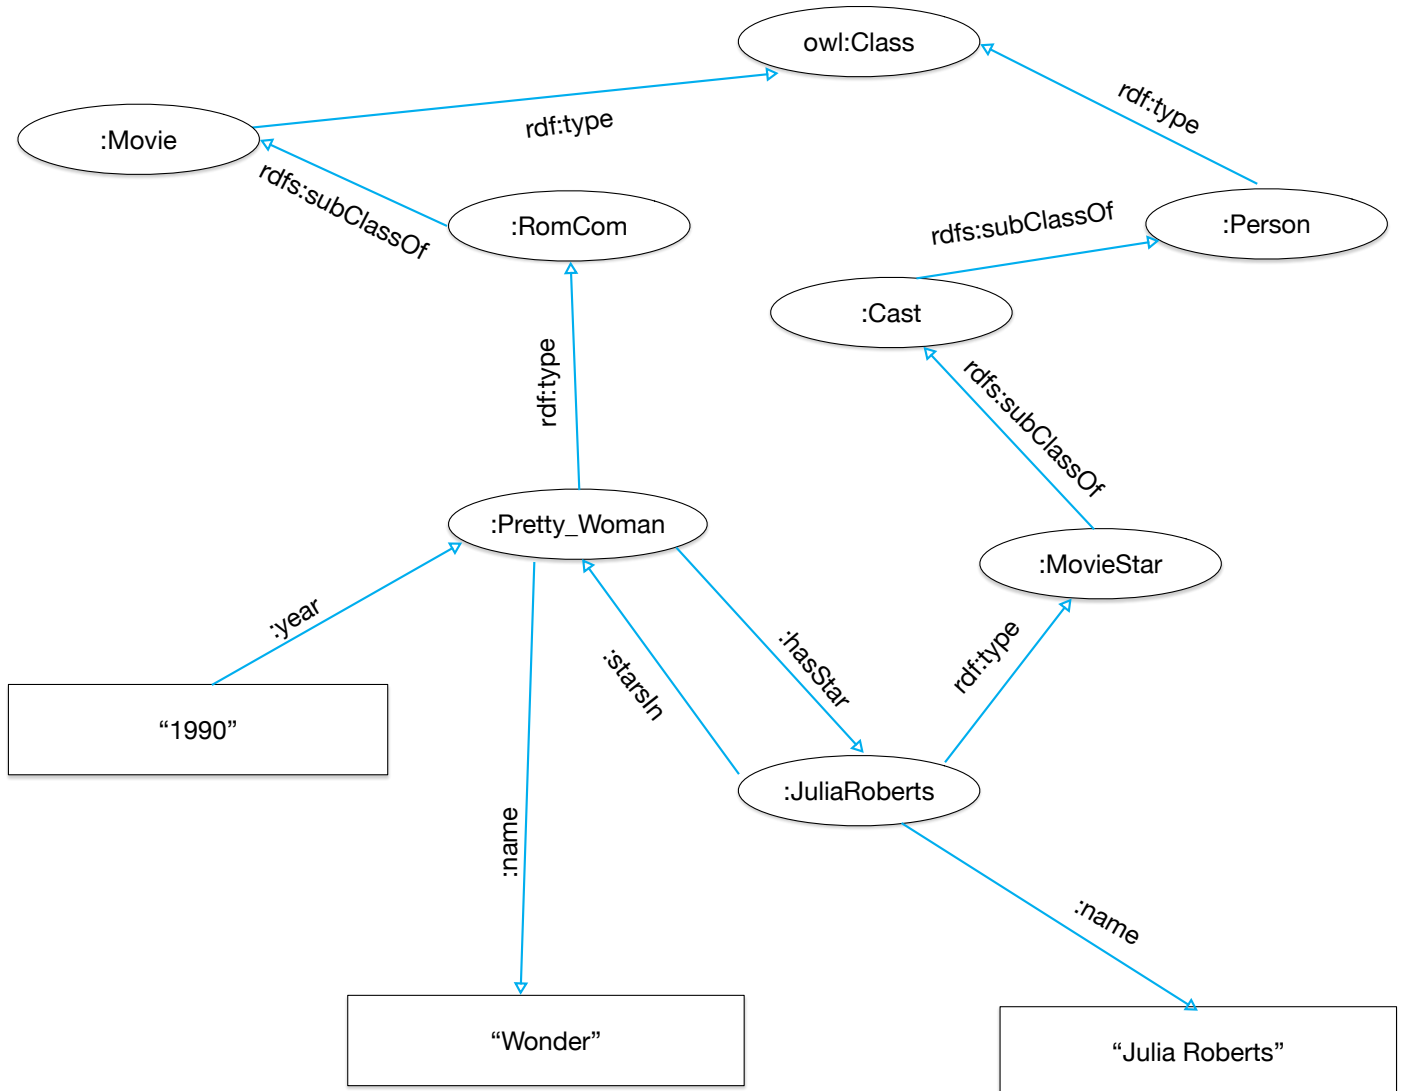 owl:Class
rdf:type
:Movie
rdf:type
rdfs:subClassOf
:RomCom
rdfs:subClassOf
:Person
:Cast
rdf:type
rdfs:subClassOf
:Pretty_Woman
:MovieStar
:year
:starsIn
:hasStar
rdf:type
“1990”
:JuliaRoberts
:name
:name
“Wonder”
“Julia Roberts”